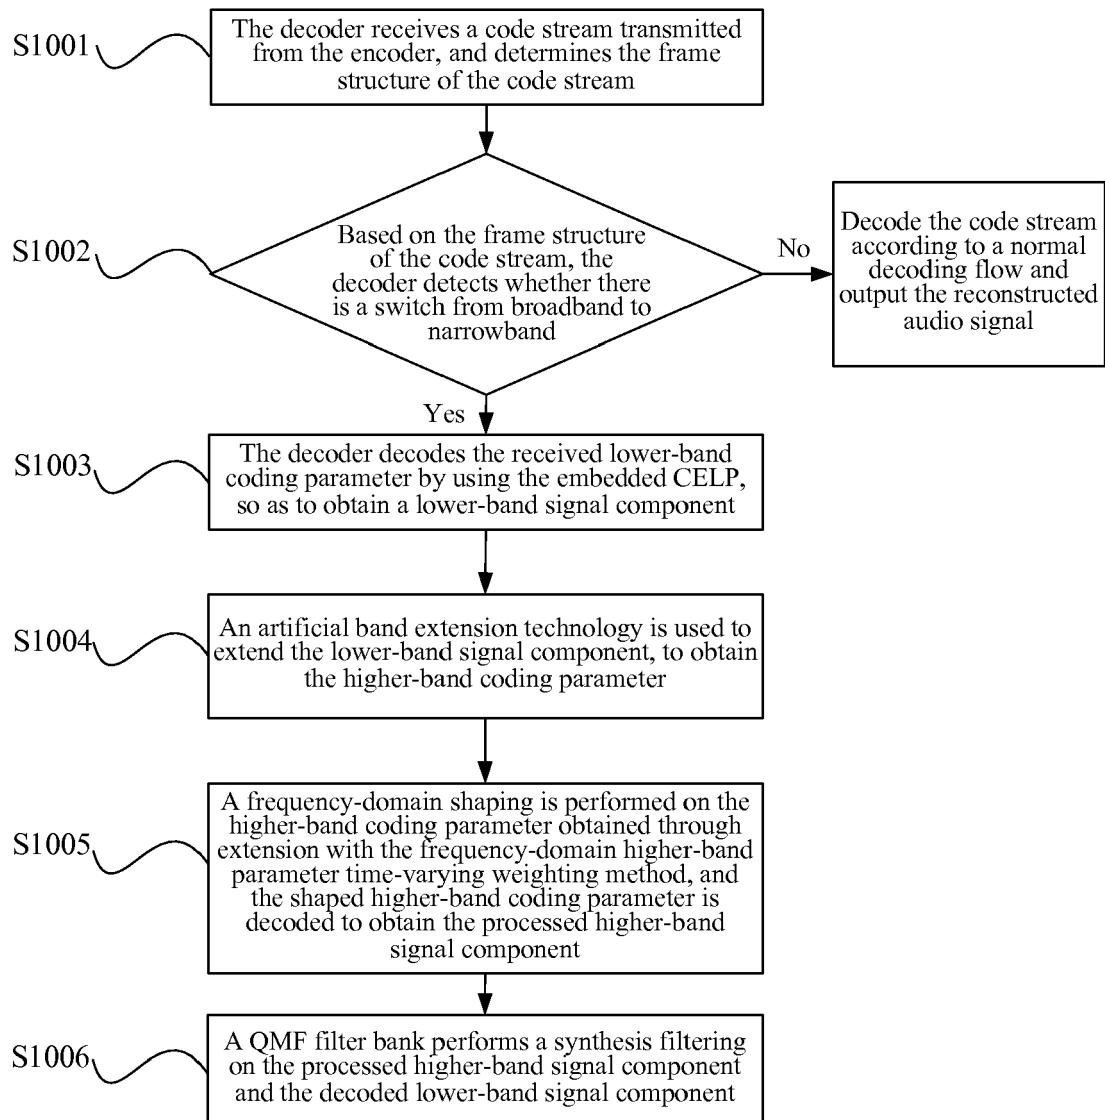 S1001
The decoder receives a code stream transmitted
from the encoder, and determines the frame
structure of the code stream
S1002
Based on the frame structure
of the code stream, the
decoder detects whether there
is a switch from broadband to
narrowband
No
Decode the code stream
according to a normal
decoding flow and
output the reconstructed
audio signal
Yes
S1003
The decoder decodes the received lower-band
coding parameter by using the embedded CELP,
so as to obtain a lower-band signal component
S1004
An artificial band extension technology is used to
extend the lower-band signal component, to obtain
the higher-band coding parameter
S1005
A frequency-domain shaping is performed on the
higher-band coding parameter obtained through
extension with the frequency-domain higher-band
parameter time-varying weighting method, and
the shaped higher-band coding parameter is
decoded to obtain the processed higher-band
signal component
S1006
A QMF filter bank performs a synthesis filtering
on the processed higher-band signal component
and the decoded lower-band signal component